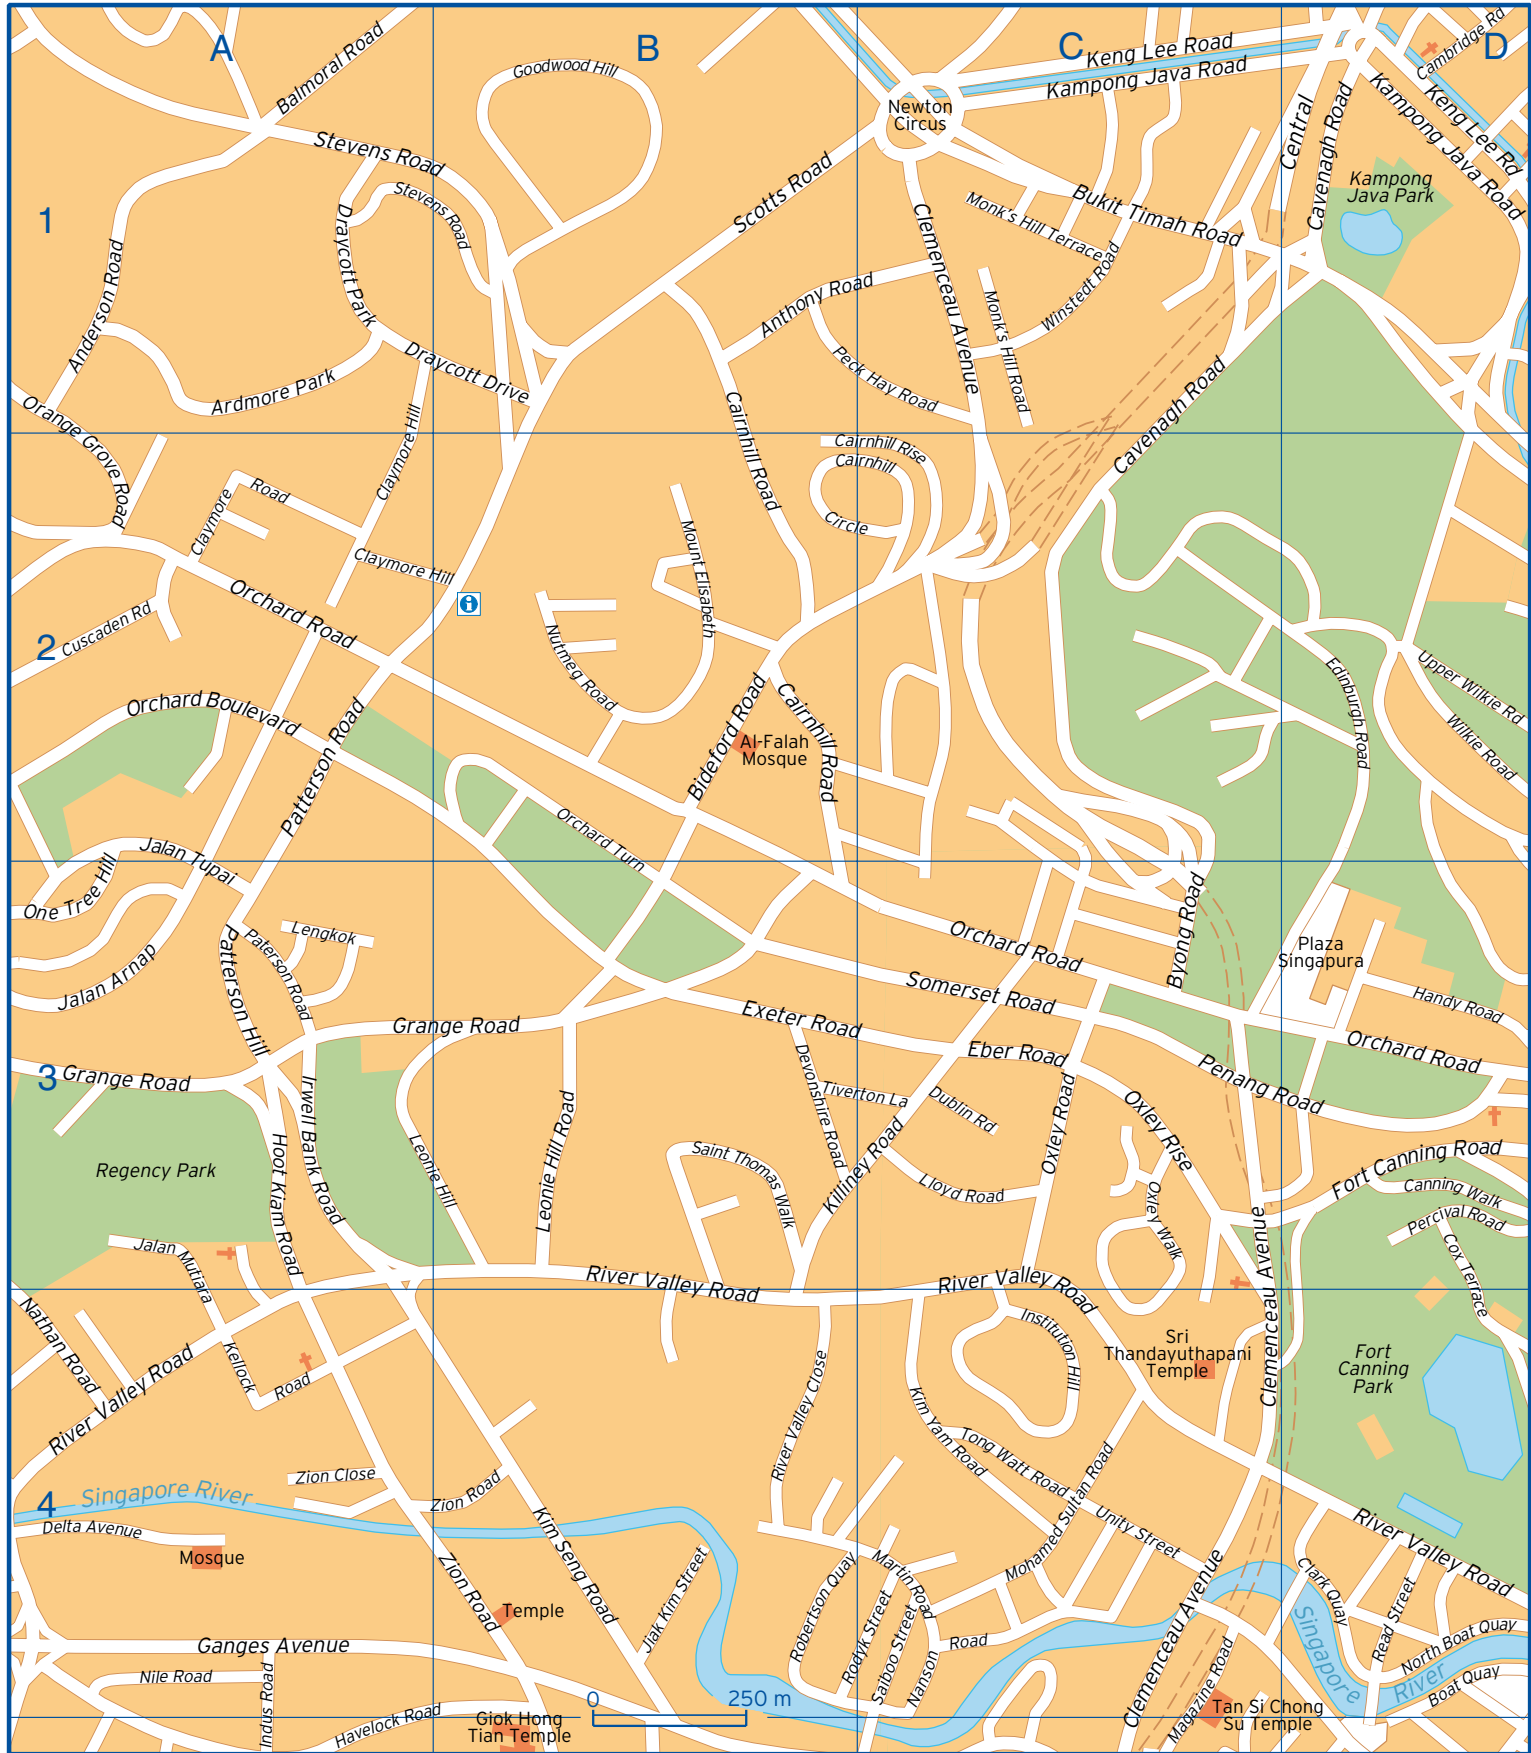 A
B
C
D
1
2
3
4
Balmoral Road
Goodwood Hill
Keng Lee Road
Kampong Java Road
Cambridge Rd
Keng Lee Rd
Kampong Java Road
Newton
Circus
Central
Cavenagh Road
Stevens Road
Stevens Road
Scotts Road
Kampong
Java Park
Bukit Timah Road
Monk's Hill Terrace
Winstedt Road
Monk's Hill Road
Clemenceau Avenue
Anthony Road
Peck Hay Road
Draycott Park
Draycott Drive
Anderson Road
Ardmore Park
Orange Grove Road
Claymore Hill
Cairnhill Road
Cairnhill Rise
Cairnhill
Circle
Cavenagh Road
Claymore
Road
Claymore Hill
Orchard Road
Cuscaden Rd
Mount Elisabeth
Nutmeg Road
Edinburgh Road
Upper Wilkie Rd
Wilkie Road
Orchard Boulevard
Patterson Road
Bideford Road
Cairnhill Road
Al-Falah
Mosque
Orchard Turn
Jalan Tupai
One Tree Hill
Jalan Arnap
Lengkok
Paterson Road
Patterson Hill
Byong Road
Orchard Road
Plaza
Singapura
Handy Road
Orchard Road
Somerset Road
Exeter Road
Eber Road
Penang Road
Grange Road
Grange Road
Devonshire Road
Tiverton La
Dublin Rd
Oxley Road
Oxley Rise
Killiney Road
Lloyd Road
Oxley Walk
Saint Thomas Walk
Leonie Hill Road
Leonie Hill
Irwell Bank Road
Hoot Kiam Road
Regency Park
Jalan Mutiara
Fort Canning Road
Canning Walk
Percival Road
Cox Terrace
Clemenceau Avenue
River Valley Road
River Valley Road
Nathan Road
River Valley Road
Kellock
Road
Institution Hill
Sri
Thandayuthapani
Temple
Fort
Canning
Park
River Valley Close
Kim Yam Road
Tong Watt Road
Mohamed Sultan Road
Unity Street
Zion Close
Zion Road
Singapore River
Delta Avenue
Mosque
Kim Seng Road
Zion Road
Temple
Jiak Kim Street
Robertson Quay
Martin Road
Rodyk Street
Saiboo Street
Nanson
Road
Clemenceau Avenue
River Valley Road
Clark Quay
Read Street
North Boat Quay
Boat Quay
Singapore
River
Magazine Road
Tan Si Chong
Su Temple
Ganges Avenue
Nile Road
Indus Road
Havelock Road
Giok Hong
Tian Temple
0
250 m